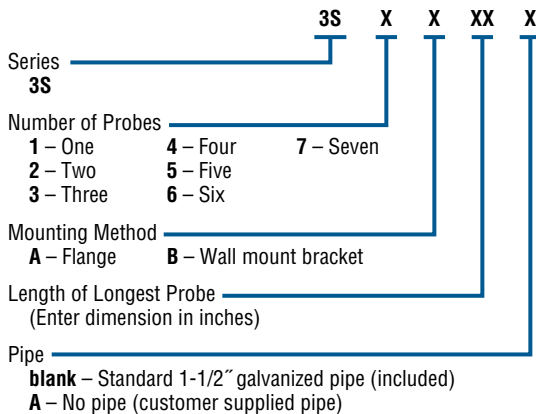 3S X X XX X
Series
3S
Number of Probes
1 – One 4 – Four 7 – Seven
2 – Two 5 – Five
3 – Three 6 – Six
Mounting Method
A – Flange B – Wall mount bracket
Length of Longest Probe
(Enter dimension in inches)
Pipe
blank – Standard 1-1/2˝ galvanized pipe (included)
A – No pipe (customer supplied pipe)